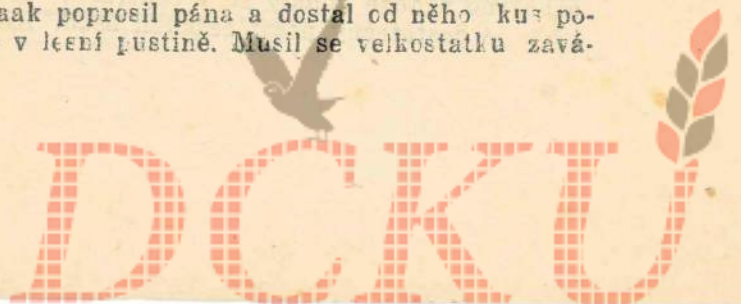 aak poprosil pána a dostal od něho kus po-
v lesní pustině. Musil se velkostatku zavá-
DCKU